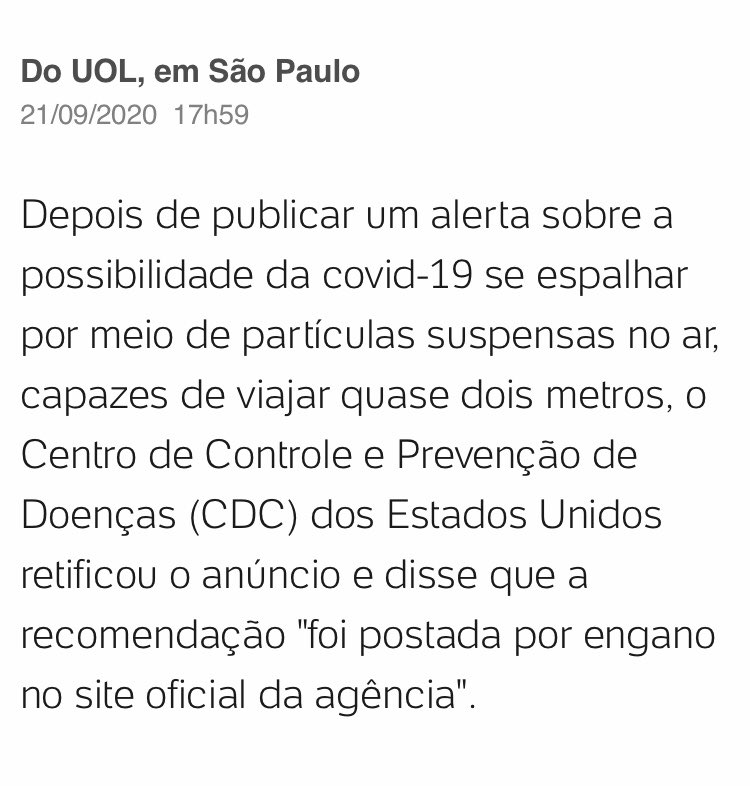 Do UOL, em São Paulo
21/09/2020 17h59
Depois de publicar um alerta sobre a
possibilidade da covid-19 se espalhar
por meio de partículas suspensas no ar,
capazes de viajar quase dois metros, o
Centro de Controle e Prevenção de
Doenças (CDC) dos Estados Unidos
retificou o anúncio e disse que a
recomendação "foi postada por engano
no site oficial da agência".